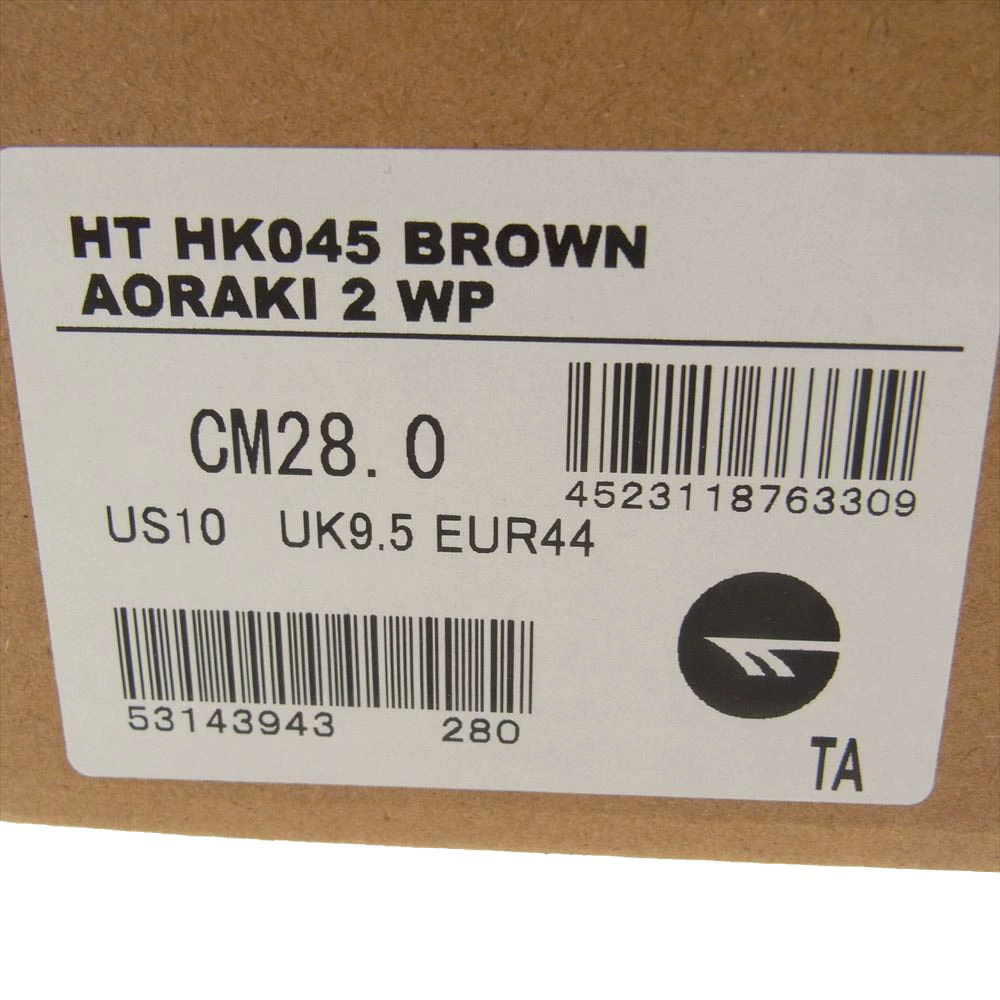 HT HK045 BROWN
AORAKI 2 WP
CM28.0
4523118763309
US10 UK9.5 EUR44
53143943 280
TA